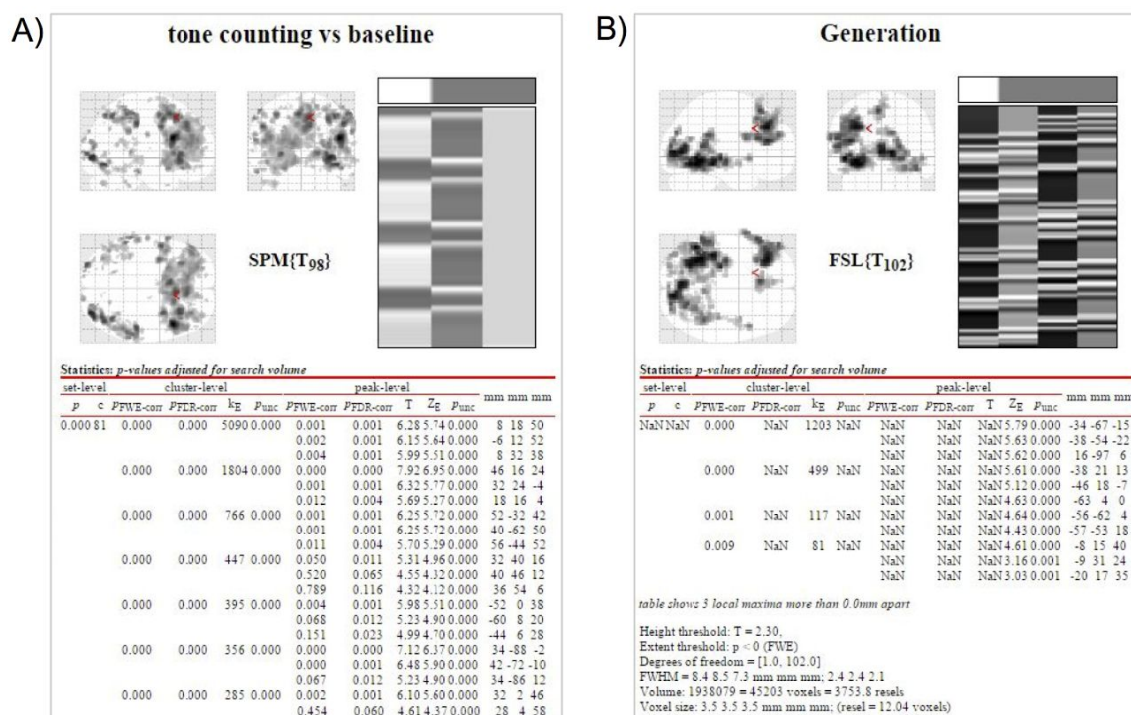 A)
tone counting vs baseline
SPM{T98}
Statistics: p-values adjusted for search volume
set-level cluster-level peak-level mm mm mm
p c pFWE-corr pFDR-corr kE punc pFWE-corr pFDR-corr T ZE punc
0.000 81 0.000 0.000 5090 0.000 0.001 0.001 6.28 5.74 0.000 8 18 50
0.002 0.001 6.15 5.64 0.000 -6 12 52
0.004 0.001 5.99 5.51 0.000 8 32 38
0.000 0.000 1804 0.000 0.000 0.000 7.92 6.95 0.000 46 16 24
0.001 0.001 6.32 5.77 0.000 32 24 -4
0.012 0.004 5.69 5.27 0.000 18 16 4
0.000 0.000 766 0.000 0.001 0.001 6.25 5.72 0.000 52 -32 42
0.001 0.001 6.25 5.72 0.000 40 -62 50
0.011 0.004 5.70 5.29 0.000 56 -44 52
0.000 0.000 447 0.000 0.050 0.011 5.31 4.96 0.000 32 40 16
0.520 0.065 4.55 4.32 0.000 40 46 12
0.789 0.116 4.32 4.12 0.000 36 54 6
0.000 0.000 395 0.000 0.004 0.001 5.98 5.51 0.000 -52 0 38
0.068 0.012 5.23 4.90 0.000 -60 8 20
0.151 0.023 4.99 4.70 0.000 -44 6 28
0.000 0.000 356 0.000 0.000 0.000 7.12 6.37 0.000 34 -88 -2
0.000 0.001 6.48 5.90 0.000 42 -72 -10
0.067 0.012 5.23 4.90 0.000 34 -86 12
0.000 0.000 285 0.000 0.002 0.001 6.10 5.60 0.000 32 2 46
0.454 0.060 4.61 4.37 0.000 28 4 58
B)
Generation
FSL{T102}
Statistics: p-values adjusted for search volume
set-level cluster-level peak-level mm mm mm
p c pFWE-corr pFDR-corr kE punc pFWE-corr pFDR-corr T ZE punc
NaN NaN 0.000 NaN 1203 NaN NaN NaN NaN 5.79 0.000 -34 -67 -15
NaN NaN NaN 5.63 0.000 -38 -54 -22
NaN NaN NaN 5.62 0.000 16 -97 6
0.000 NaN 499 NaN NaN NaN NaN 5.61 0.000 -38 21 13
NaN NaN NaN 5.12 0.000 -46 18 -7
NaN NaN NaN 4.63 0.000 -63 4 0
0.001 NaN 117 NaN NaN NaN NaN 4.64 0.000 -56 -62 4
NaN NaN NaN 4.43 0.000 -57 -53 18
0.009 NaN 81 NaN NaN NaN NaN 4.61 0.000 -8 15 40
NaN NaN NaN 3.16 0.001 -9 31 24
NaN NaN NaN 3.03 0.001 -20 17 35
table shows 3 local maxima more than 0.0mm apart
Height threshold: T = 2.30,
Extent threshold: p < 0 (FWE)
Degrees of freedom = [1.0, 102.0]
FWHM = 8.4 8.5 7.3 mm mm mm; 2.4 2.4 2.1
Volume: 1938079 = 45203 voxels = 3753.8 resels
Voxel size: 3.5 3.5 3.5 mm mm mm; (resel = 12.04 voxels)